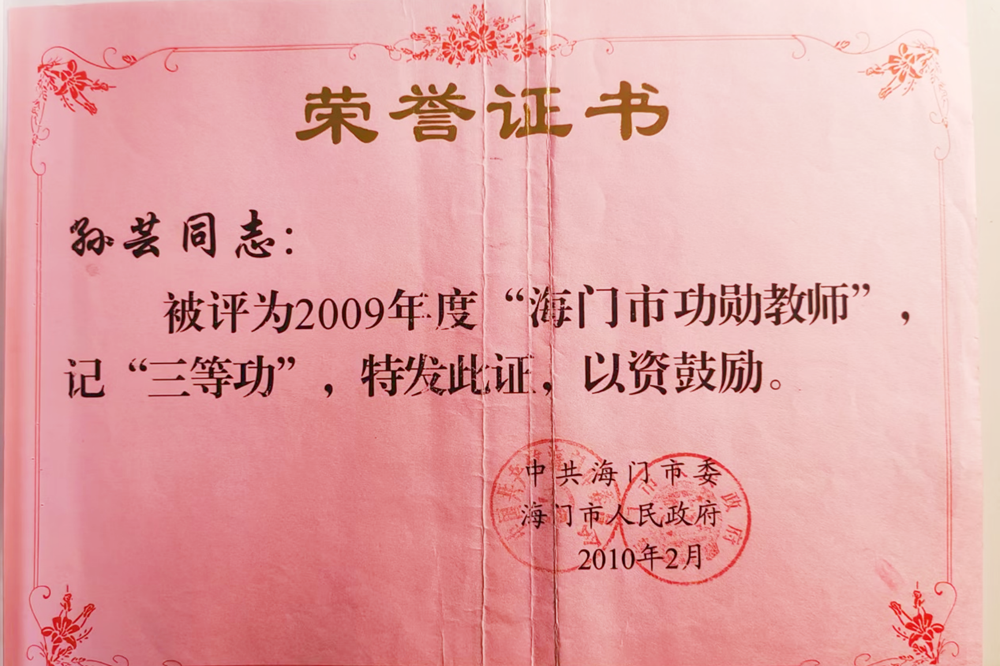 荣誉证书
孙芸同志：
被评为2009年度“海门市功勋教师”，
记“三等功”，特发此证，以资鼓励。
中共海门市委
海门市人民政府
2010年2月